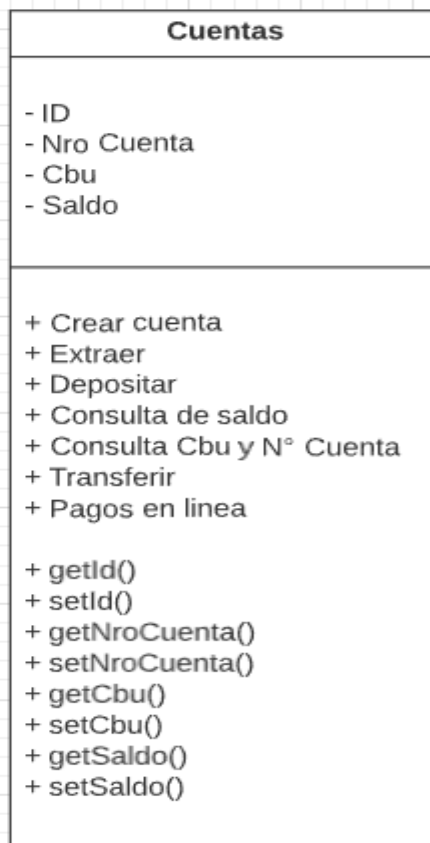 Cuentas
- ID
- Nro Cuenta
- Cbu
- Saldo
+ Crear cuenta
+ Extraer
+ Depositar
+ Consulta de saldo
+ Consulta Cbu y N° Cuenta
+ Transferir
+ Pagos en linea
+ getId()
+ setId()
+ getNroCuenta()
+ setNroCuenta()
+ getCbu()
+ setCbu()
+ getSaldo()
+ setSaldo()